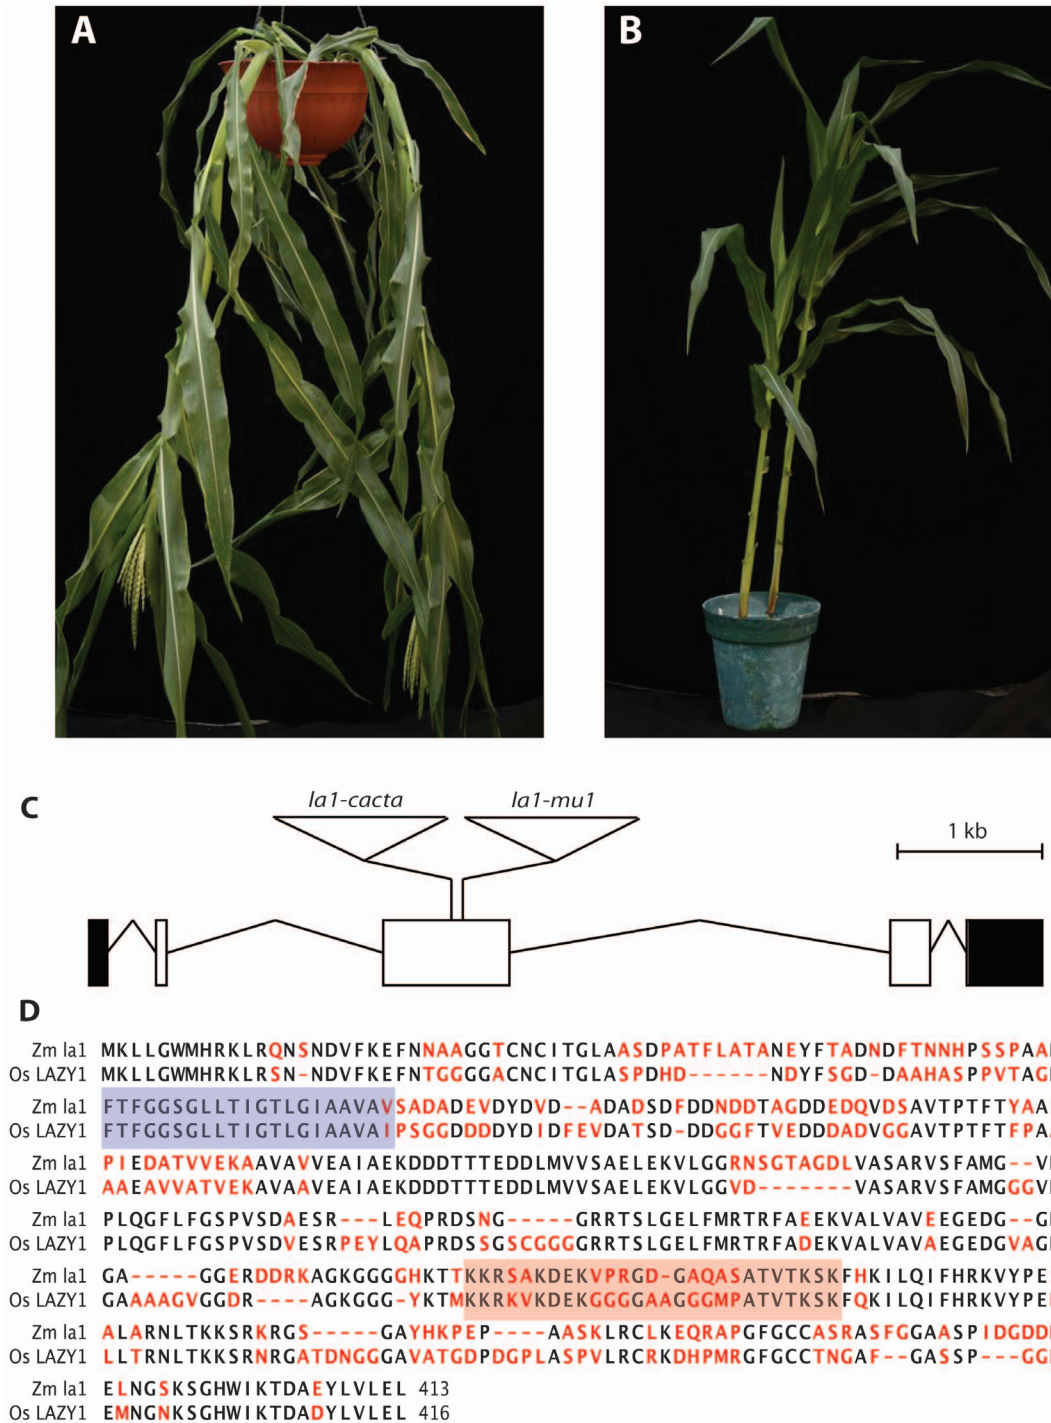 A
B
C
la1-cacta
la1-mu1
1 kb
D
Zm la1 MKLLGWMHRKLRQNSNDVFKEFNNAAGGTCNCITGLAASDPATFLATANEYFTADNDFTNNHPSSPAA
Os LAZY1 MKLLGWMHRKLRSN-NDVFKEFNTGGGGACNCITGLASPDHD------NDYFSGD-DAAHASPPVTAG
Zm la1 FTFGGSGLLTIGTLGIAAVAVSADADEVDYDVD--ADADSDFDDNDDTAGDDEDQVDSAVTPTFTYAA
Os LAZY1 FTFGGSGLLTIGTLGIAAVAIPSGGDDDDYDIDFEVDATSD-DDGGFTVEDDDADVGGAVTPTFTFPA
Zm la1 PIEDATVVEKAAVAVVEAIAEKDDDTTTEDDLMVVSAELEKVLGGRNSGTAGDLVASARVSFAMG--V
Os LAZY1 AAEAVVATVEKAVAAVEAIAEKDDDTTTEDDLMVVSAELEKVLGGVD-------VASARVSFAMGGGV
Zm la1 PLQGFLFGSPVSDAESR---LEQPRDSNG-----GRRTSLGELFMRTRFAEEKVALVAVEEGEDG--G
Os LAZY1 PLQGFLFGSPVSDVESRPEYLQAPRDSSGSCGGGGRRTSLGELFMRTRFADEKVALVAVAEGEDGVAG
Zm la1 GA-----GGERDDRKAGKGGGGHKTTKKRSAKDEKVPRGD-GAQASATVTKSKFHKILQIFHRKVYPE
Os LAZY1 GAAAAGVGGDR----AGKGGG-YKTMKKRKVKDEKGGGGAAGGGMPATVTKSKFQKILQIFHRKVYPE
Zm la1 ALARNLTKKSRKRGS-----GAYHKPEP----AASKLRCLKEQRAPGFGCCASRASFGGAASPIDGDD
Os LAZY1 LLTRNLTKKSRNRGATDNGGGAVATGDPDGPLASPVLRCRKDHPMRGFGCCTNGAF--GASSP---GG
Zm la1 ELNGSKSGHWIKTDAEYLVLEL 413
Os LAZY1 EMNGNKSGHWIKTDADYLVLEL 416